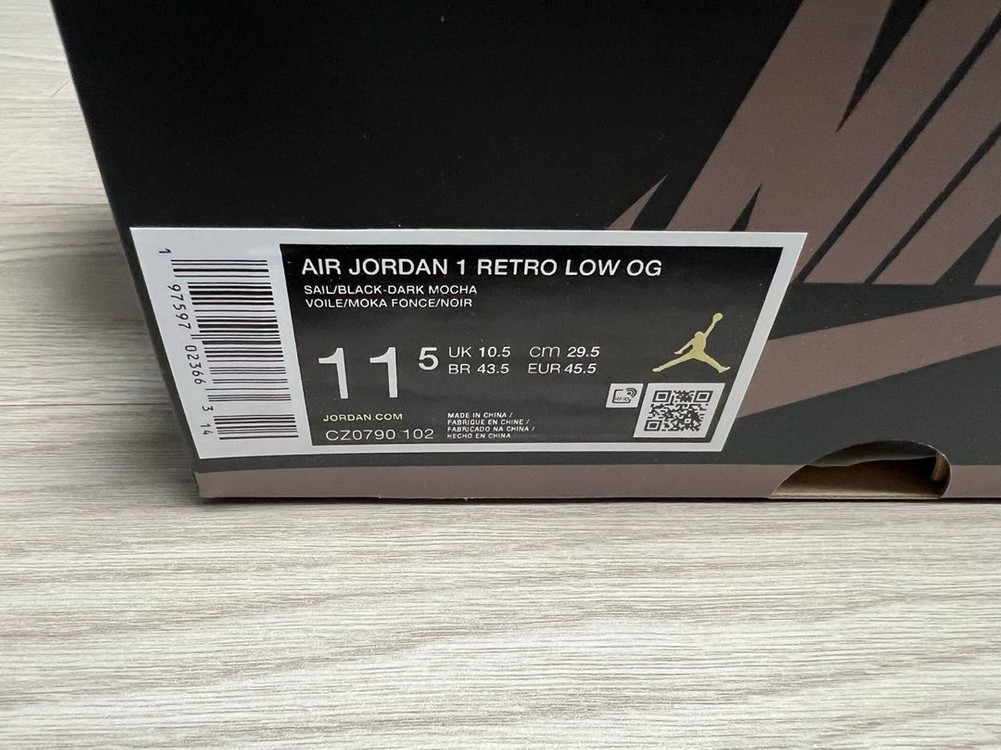 NIK
AIR JORDAN 1 RETRO LOW OG
SAIL/BLACK-DARK MOCHA
VOILE/MOKA FONCE/NOIR
11 5
UK 10.5 cm 29.5
BR 43.5 EUR 45.5
JORDAN.COM
CZ0790 102
MADE IN CHINA /
FABRIQUE EN CHINE /
FABRICADO NA CHINA /
HECHO EN CHINA
1 97597 02366 3 14